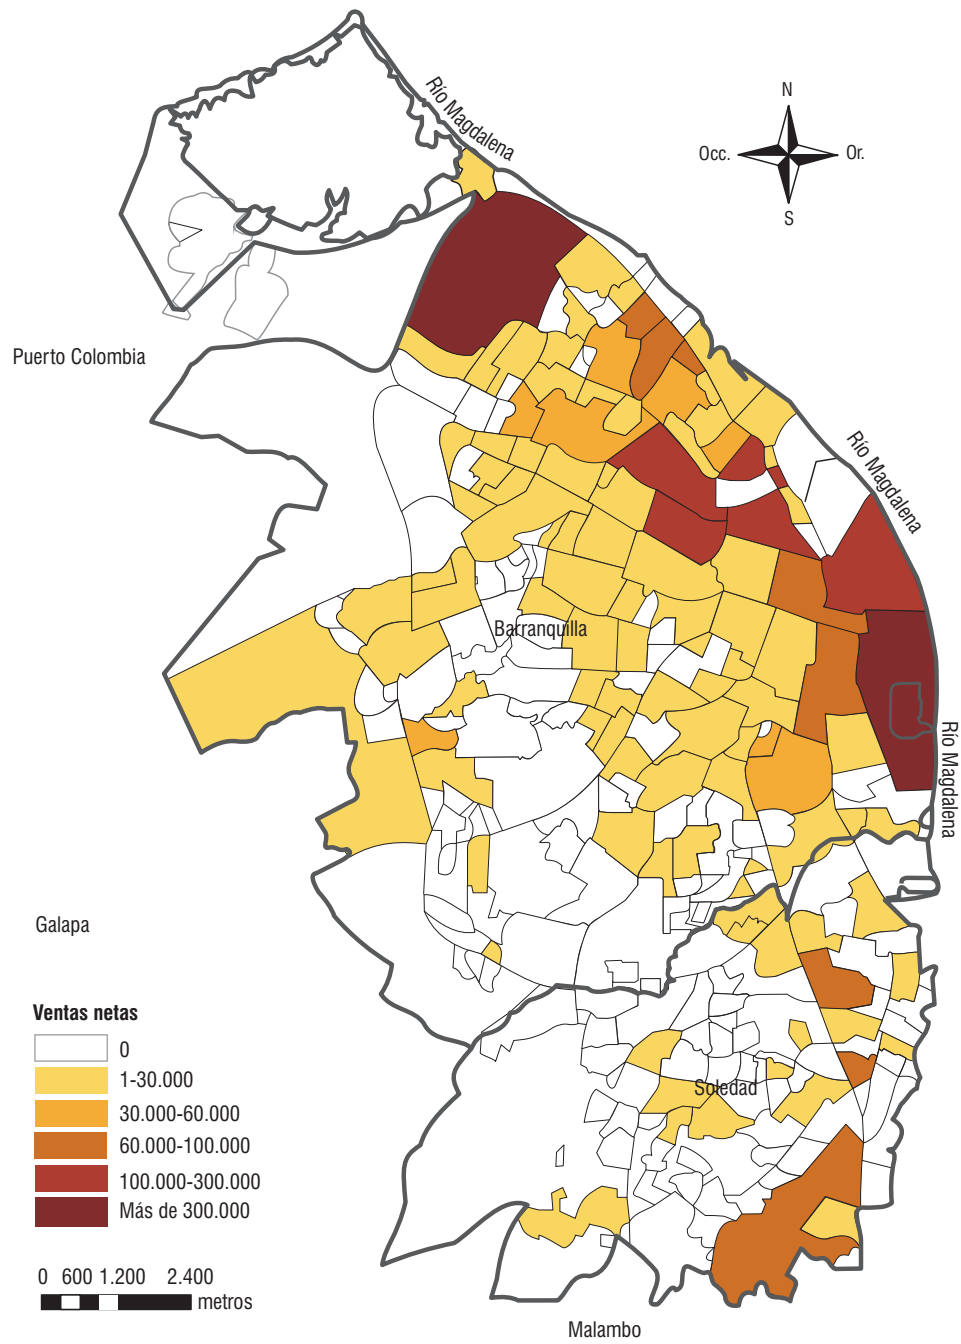 Río Magdalena
N
Occ.
Or.
S
Puerto Colombia
Río Magdalena
Barranquilla
Río Magdalena
Galapa
Ventas netas
0
1-30.000
30.000-60.000
60.000-100.000
100.000-300.000
Más de 300.000
Soledad
0 600 1.200 2.400
metros
Malambo